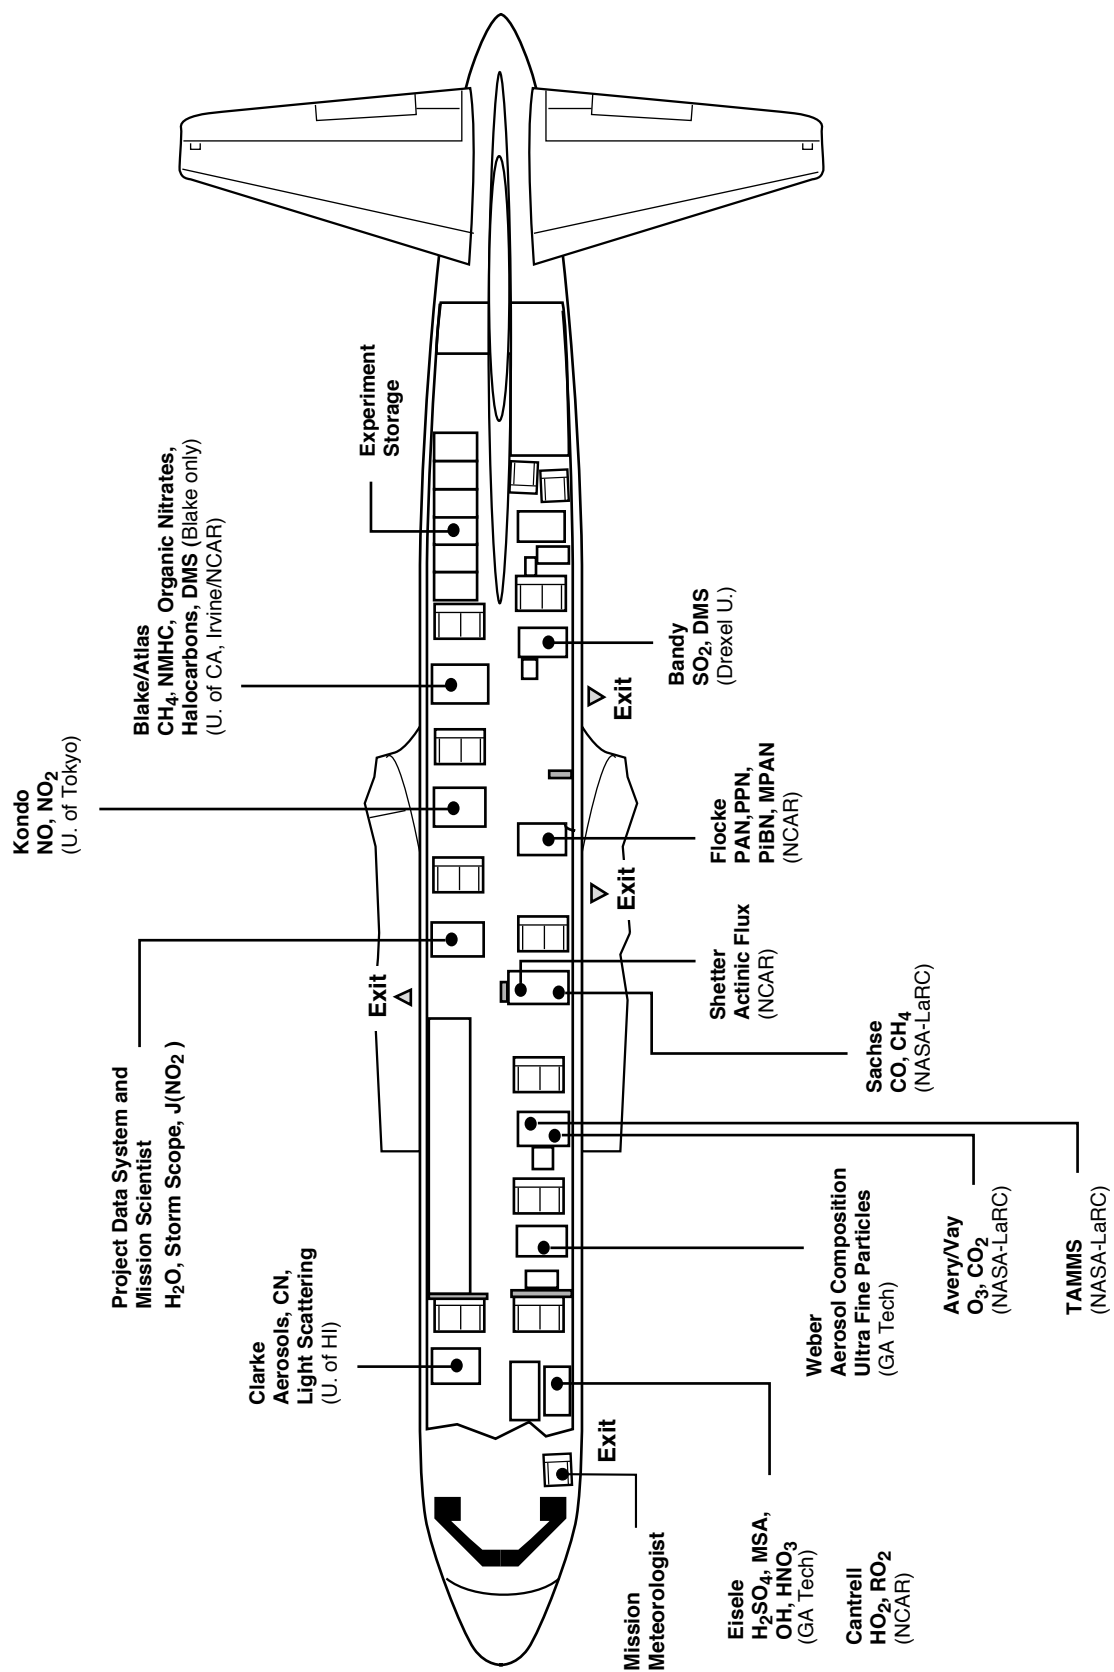 Kondo
NO, NO2
(U. of Tokyo)
Blake/Atlas
CH4, NMHC, Organic Nitrates,
Halocarbons, DMS (Blake only)
(U. of CA, Irvine/NCAR)
Experiment
Storage
Project Data System and
Mission Scientist
H2O, Storm Scope, J(NO2 )
Clarke
Aerosols, CN,
Light Scattering
(U. of HI)
Exit
Exit
Exit
Exit
Bandy
SO2, DMS
(Drexel U.)
Flocke
PAN,PPN,
PiBN, MPAN
(NCAR)
Shetter
Actinic Flux
(NCAR)
Sachse
CO, CH4
(NASA-LaRC)
Weber
Aerosol Composition
Ultra Fine Particles
(GA Tech)
Avery/Vay
O3, CO2
(NASA-LaRC)
TAMMS
(NASA-LaRC)
Mission
Meteorologist
Eisele
H2SO4, MSA,
OH, HNO3
(GA Tech)
Cantrell
HO2, RO2
(NCAR)